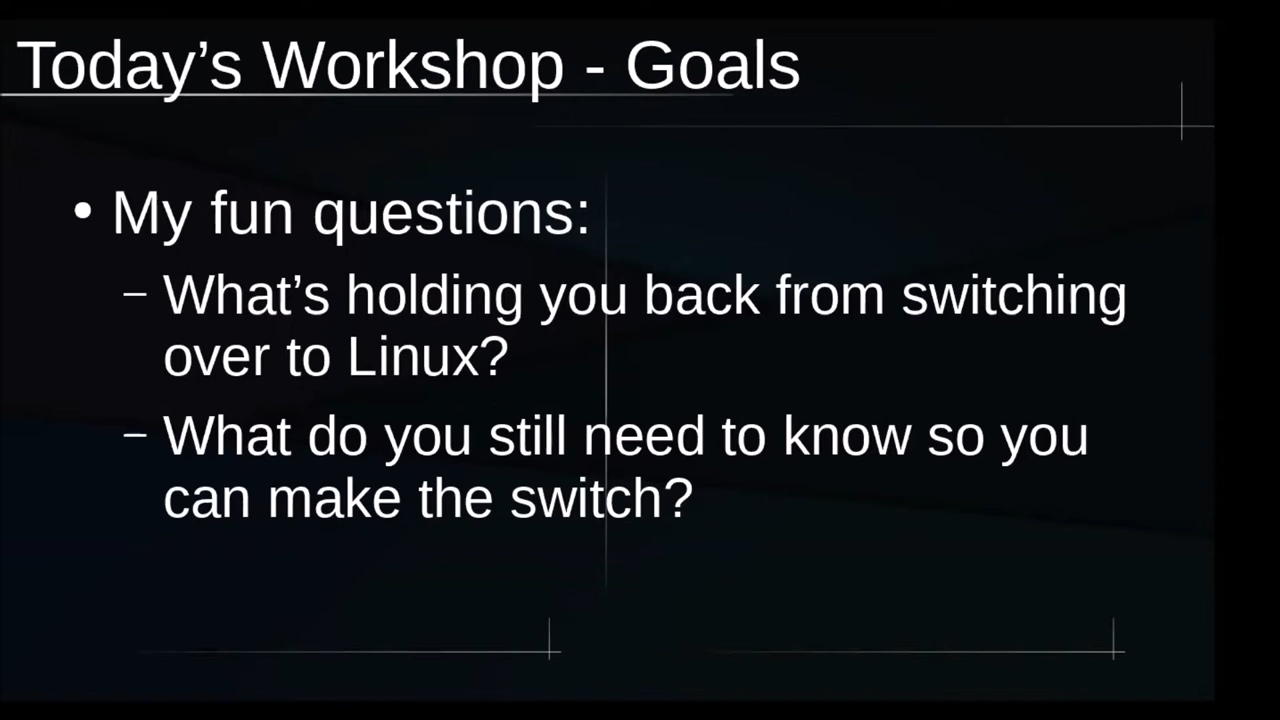 Today’s Workshop - Goals
• My fun questions:
– What’s holding you back from switching
over to Linux?
– What do you still need to know so you
can make the switch?